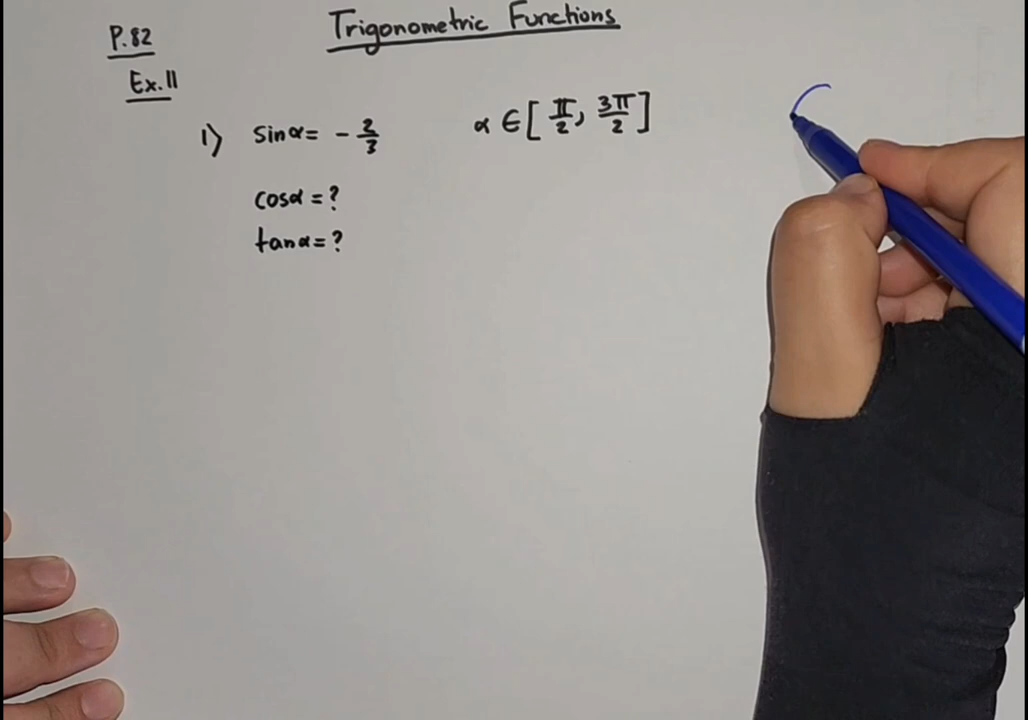 Trigonometric Functions
P.82
Ex.11
1) sinα = - 2/3 α ∈ [π/2, 3π/2]
cosα = ?
tanα = ?